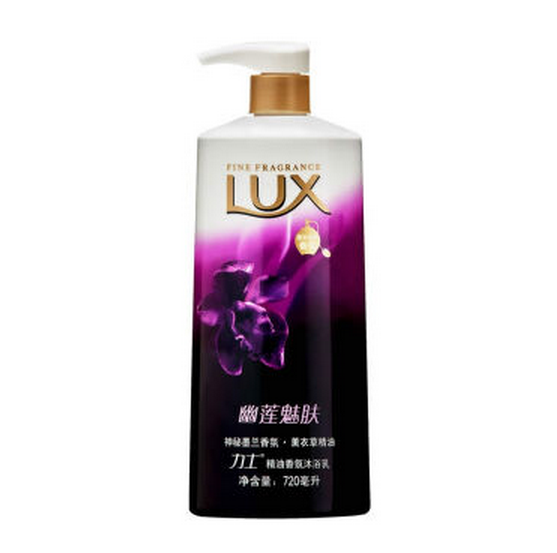 FINE FRAGRANCE
LUX
幽莲魅肤
神秘墨兰香氛·薰衣草精油
力士® 精油香氛沐浴乳
净含量：720毫升